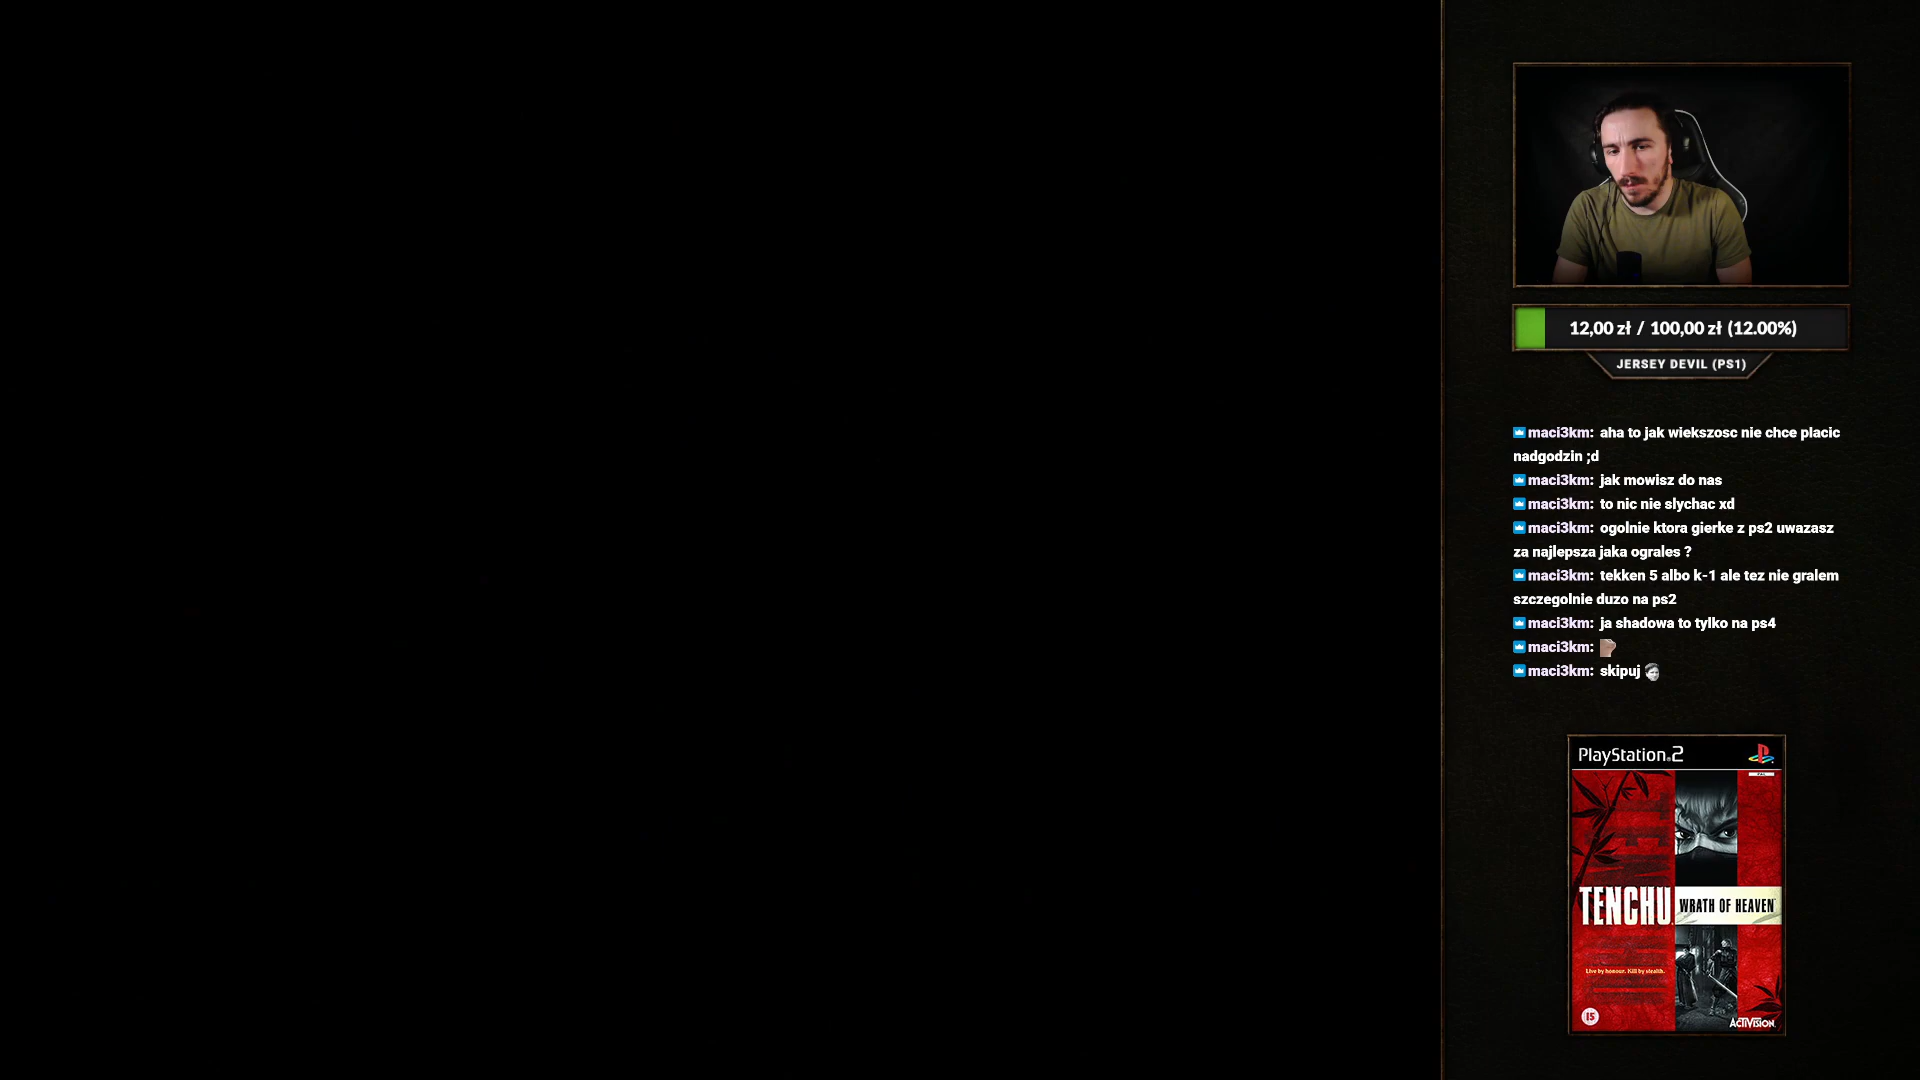 12,00 zł / 100,00 zł (12.00%)
JERSEY DEVIL (PS1)
maci3km: aha to jak wiekszosc nie chce placic
nadgodzin ;d
maci3km: jak mowisz do nas
maci3km: to nic nie slychac xd
maci3km: ogolnie ktora gierke z ps2 uwazasz
za najlepsza jaka ograles ?
maci3km: tekken 5 albo k-1 ale tez nie gralem
szczegolnie duzo na ps2
maci3km: ja shadowa to tylko na ps4
maci3km:
maci3km: skipuj
PlayStation.2
TENCHU WRATH OF HEAVEN
Live by honour. Kill by stealth.
15
ACTIVISION.